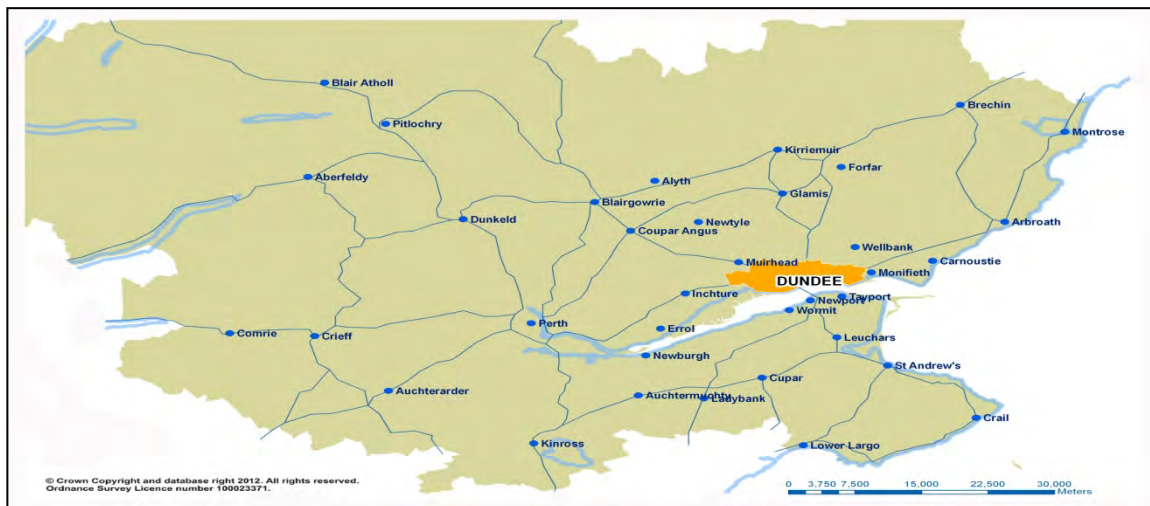 Blair Atholl
Brechin
Pitlochry
Montrose
Kirriemuir
Forfar
Aberfeldy
Alyth
Glamis
Blairgowrie
Dunkeld
Newtyle
Arbroath
Coupar Angus
Wellbank
Muirhead
Carnoustie
Monifieth
DUNDEE
Inchture
Tayport
Newport
Wormit
Perth
Errol
Comrie
Crieff
Leuchars
Newburgh
St Andrew's
Cupar
Auchterarder
Auchtermuchty
Ladybank
Crail
Kinross
Lower Largo
© Crown Copyright and database right 2012. All rights reserved.
Ordnance Survey Licence number 100023371.
0 3,750 7,500 15,000 22,500 30,000
Meters